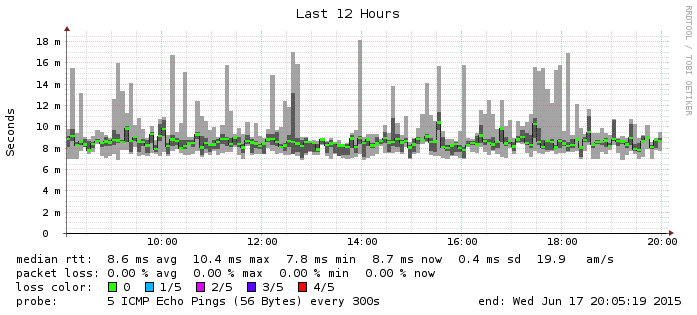 Last 12 Hours
RRDTOOL / TOBI OETIKER
Seconds
18 m
16 m
14 m
12 m
10 m
8 m
6 m
4 m
2 m
0
10:00 12:00 14:00 16:00 18:00 20:00
median rtt: 8.6 ms avg 10.4 ms max 7.8 ms min 8.7 ms now 0.4 ms sd 19.9 am/s
packet loss: 0.00 % avg 0.00 % max 0.00 % min 0.00 % now
loss color: 0 1/5 2/5 3/5 4/5
probe: 5 ICMP Echo Pings (56 Bytes) every 300s end: Wed Jun 17 20:05:19 2015